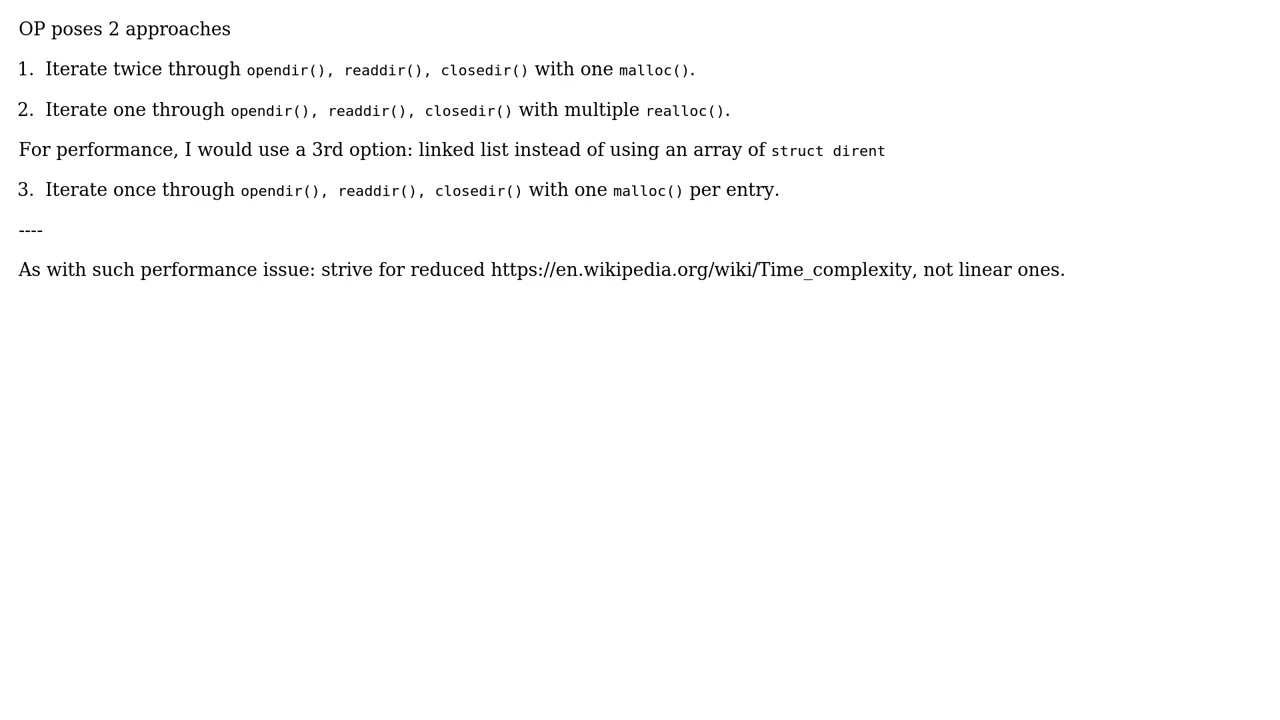 OP poses 2 approaches
1. Iterate twice through opendir(), readdir(), closedir() with one malloc().
2. Iterate one through opendir(), readdir(), closedir() with multiple realloc().
For performance, I would use a 3rd option: linked list instead of using an array of struct dirent
3. Iterate once through opendir(), readdir(), closedir() with one malloc() per entry.
----
As with such performance issue: strive for reduced https://en.wikipedia.org/wiki/Time_complexity, not linear ones.